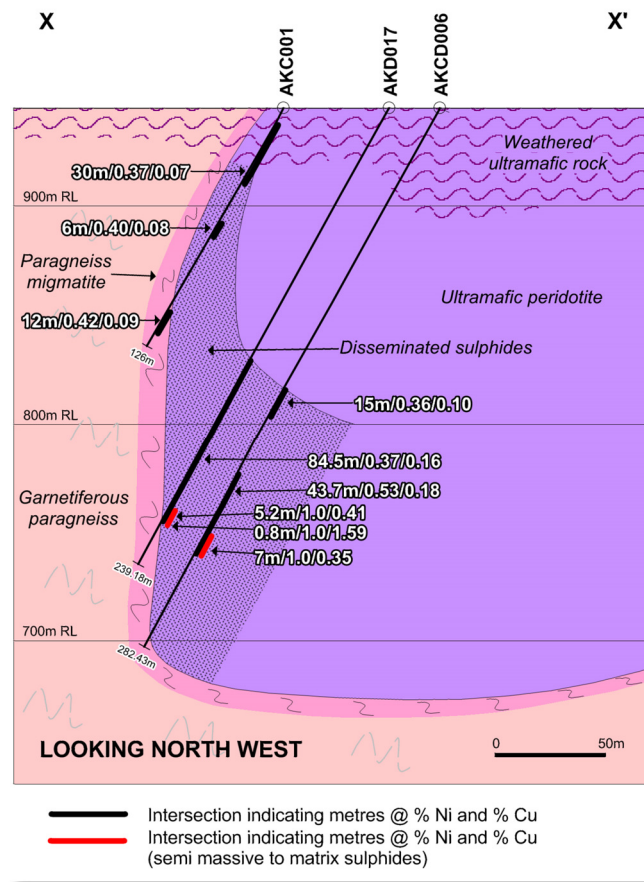 X
X'
AKC001
AKD017
AKCD006
Weathered
ultramafic rock
30m/0.37/0.07
900m RL
6m/0.40/0.08
Paragneiss
migmatite
Ultramafic peridotite
12m/0.42/0.09
126m
Disseminated sulphides
15m/0.36/0.10
800m RL
84.5m/0.37/0.16
43.7m/0.53/0.18
Garnetiferous
paragneiss
5.2m/1.0/0.41
0.8m/1.0/1.59
7m/1.0/0.35
239.18m
700m RL
282.43m
LOOKING NORTH WEST
0
50m
Intersection indicating metres @ % Ni and % Cu
Intersection indicating metres @ % Ni and % Cu
(semi massive to matrix sulphides)